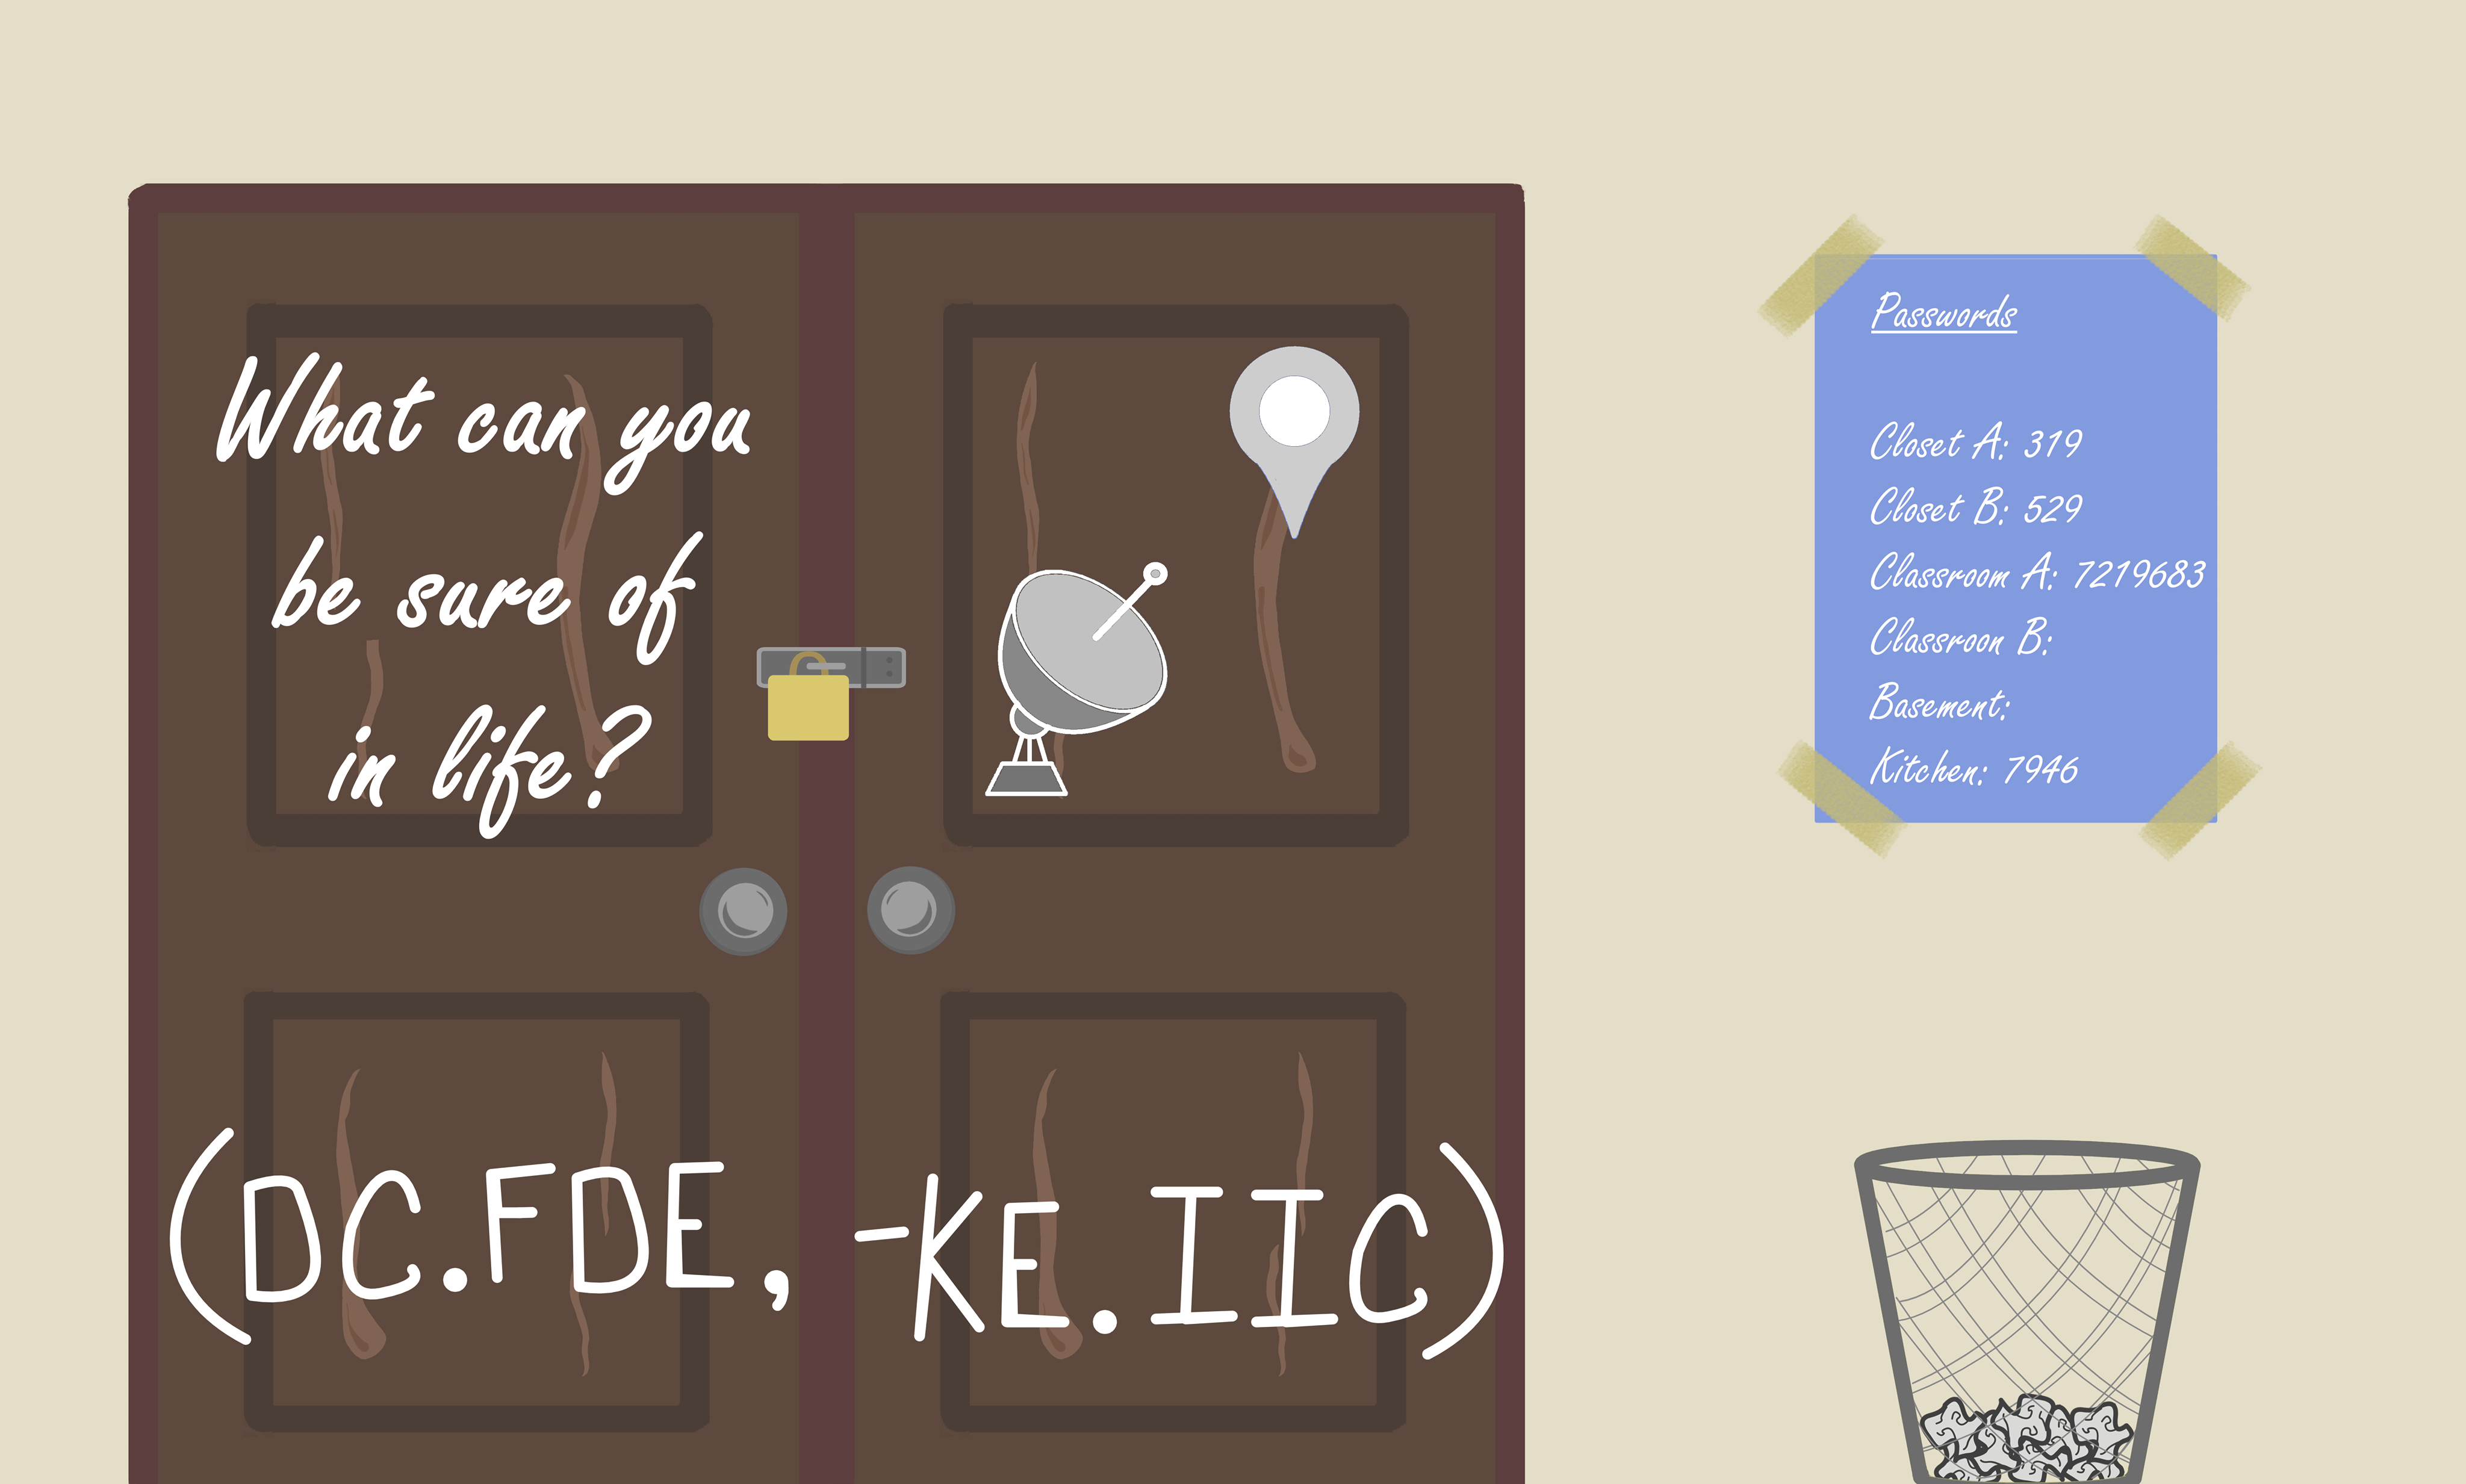 What can you
be sure of
in life?
(DC.FDE, -KE.IIC)
Passwords
Closet A: 319
Closet B: 529
Classroom A: 7219683
Classroon B:
Basement:
Kitchen: 7946